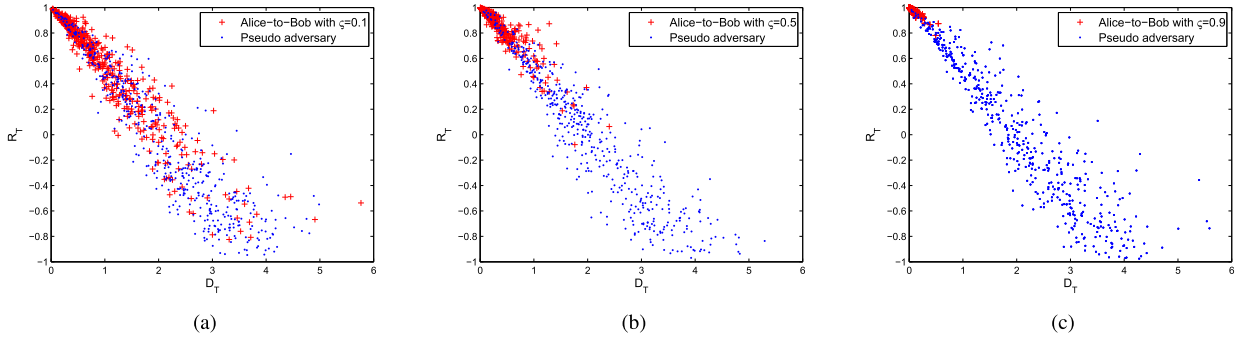 1
0.8
0.6
0.4
0.2
0
−0.2
−0.4
−0.6
−0.8
−1
R_T
0 1 2 3 4 5 6
D_T
Alice−to−Bob with ς=0.1
Pseudo adversary
(a)
1
0.8
0.6
0.4
0.2
0
−0.2
−0.4
−0.6
−0.8
−1
R_T
0 1 2 3 4 5 6
D_T
Alice−to−Bob with ς=0.5
Pseudo adversary
(b)
1
0.8
0.6
0.4
0.2
0
−0.2
−0.4
−0.6
−0.8
−1
R_T
0 1 2 3 4 5 6
D_T
Alice−to−Bob with ς=0.9
Pseudo adversary
(c)